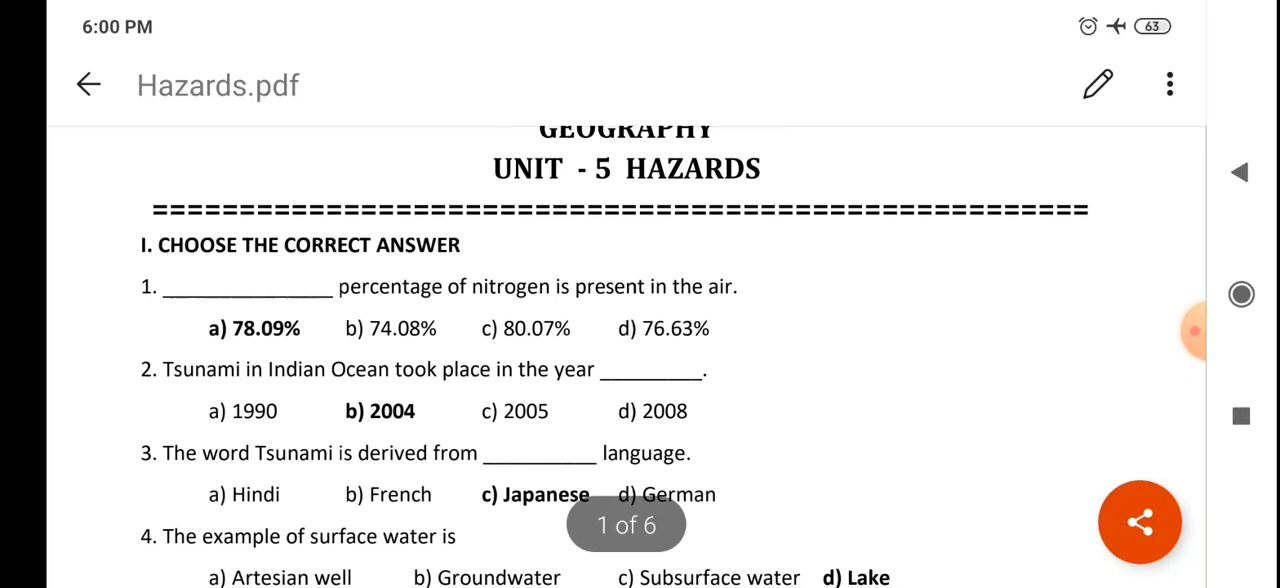 6:00 PM
63
Hazards.pdf
GEOGRAPHY
UNIT - 5 HAZARDS
======================================================
I. CHOOSE THE CORRECT ANSWER
1. _______________ percentage of nitrogen is present in the air.
a) 78.09% b) 74.08% c) 80.07% d) 76.63%
2. Tsunami in Indian Ocean took place in the year _________.
a) 1990 b) 2004 c) 2005 d) 2008
3. The word Tsunami is derived from __________ language.
a) Hindi b) French c) Japanese d) German
1 of 6
4. The example of surface water is
a) Artesian well b) Groundwater c) Subsurface water d) Lake